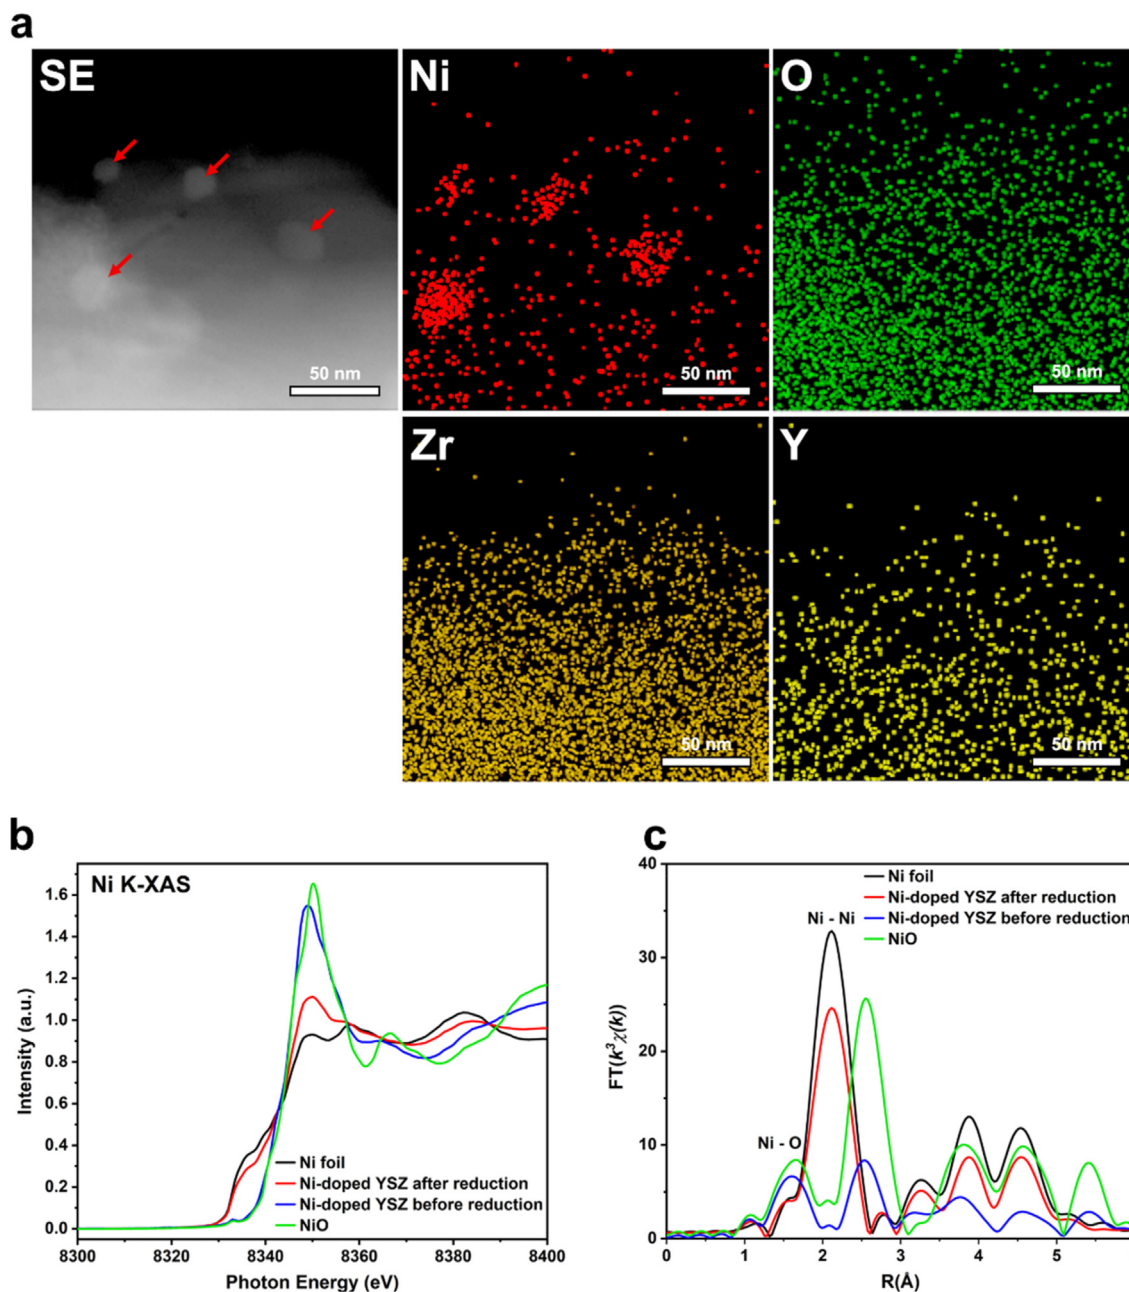 a
SE
Ni
O
50 nm
50 nm
50 nm
Zr
Y
50 nm
50 nm
b
c
Ni K-XAS
Intensity (a.u.)
1.6
1.4
1.2
1.0
0.8
0.6
0.4
0.2
0.0
Ni foil
Ni-doped YSZ after reduction
Ni-doped YSZ before reduction
NiO
8300
8320
8340
8360
8380
8400
Photon Energy (eV)
FT(k³χ(k))
40
30
20
10
0
Ni foil
Ni-doped YSZ after reduction
Ni-doped YSZ before reduction
NiO
Ni - Ni
Ni - O
0
1
2
3
4
5
R(Å)